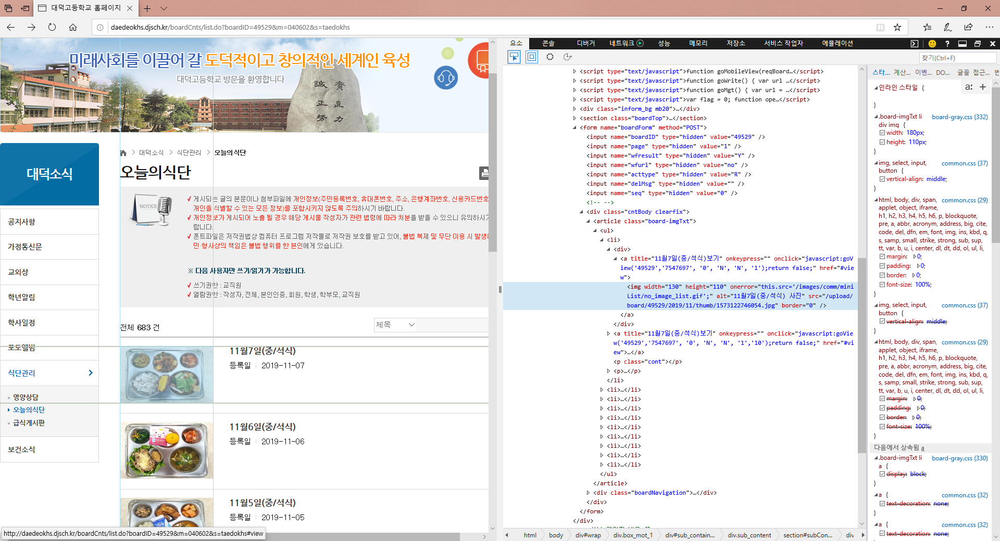 대덕고등학교 홈페이지
daedeokhs.djsch.kr/boardCnts/list.do?boardID=49529&m=040602&s=taedokhs
미래사회를 이끌어 갈 도덕적이고 창의적인 세계인 육성
대덕고등학교 방문을 환영합니다
誠 實
正 直
努 力
대덕소식
공지사항
가정통신문
교외상
학년알림
학사일정
포토앨범
식단관리
영양상담
오늘의식단
급식게시판
보건소식
대덕소식 식단관리 오늘의식단
오늘의식단
NOTICE
게시되는 글의 본문이나 첨부파일에 개인정보(주민등록번호, 휴대폰번호, 주소, 은행계좌번호, 신용카드번호
개인을 식별할 수 있는 모든 정보)를 포함시키지 않도록 주의하시기 바랍니다.
개인정보가 게시되어 노출 될 경우 해당 게시물 작성자가 관련 법령에 따라 처분을 받을 수 있으니 유의하시기
랍니다.
폰트파일은 저작권법상 컴퓨터 프로그램 저작물로 저작권 보호를 받고 있어, 불법 복제 및 무단 이용 시 발생하
민·형사상의 책임은 불법 행위를 한 본인에게 있습니다.
※ 다음 사용자만 쓰기/읽기가 가능합니다.
쓰기권한 : 교직원
열람권한 : 작성자, 전체, 본인인증, 회원, 학생, 학부모, 교직원
전체 683 건
제목
11월7일(중/석식)
등록일 2019-11-07
11월6일(중/석식)
등록일 2019-11-06
11월5일(중/석식)
등록일 2019-11-05
http://daedeokhs.djsch.kr/boardCnts/list.do?boardID=49529&m=040602&s=taedokhs#view
요소 콘솔 디버거 네트워크 성능 메모리 저장소 서비스 작업자 에뮬레이션
찾기(Ctrl+F)
<script type="text/javascript">function goMobileView(reqBoard…</script>
<script type="text/javascript">function goWrite() { var url …</script>
<script type="text/javascript">function goMgt() { var url = …</script>
<script type="text/javascript">var flag = 0; function ope…</script>
<div class="inform_bg mb20">…</div>
<section class="boardTop">…</section>
<form name="boardForm" method="POST">
<input name="boardID" type="hidden" value="49529" />
<input name="page" type="hidden" value="1" />
<input name="wfresult" type="hidden" value="Y" />
<input name="wfurl" type="hidden" value="no" />
<input name="acttype" type="hidden" value="R" />
<input name="delMsg" type="hidden" value="" />
<input name="seq" type="hidden" value="0" />
<!-- -->
<div class="cntBody clearfix">
<article class="board-imgTxt">
<ul>
<li>
<div>
<a title="11월7일(중/석식)보기" onkeypress="" onclick="javascript:goV
iew('49529','7547697', '0', 'N', 'N', '1');return false;" href="#vie
w">
<img width="130" height="110" onerror="this.src='/images/comm/mini
List/no_image_list.gif';" alt="11월7일(중/석식) 사진" src="/upload/
board/49529/2019/11/thumb/1573122746054.jpg" border="0" />
</a>
</div>
<a title="11월7일(중/석식)보기" onkeypress="" onclick="javascript:goVie
w('49529','7547697', '0', 'N', 'N', '1','10');return false;" href="#vi
ew">…</a>
<p class="cont"></p>
<p>…</p>
</li>
<li>…</li>
<li>…</li>
<li>…</li>
<li>…</li>
<li>…</li>
<li>…</li>
<li>…</li>
<li>…</li>
<li>…</li>
</ul>
</article>
<div class="boardNavigation">…</div>
</div>
</form>
</div>
html body div#wrap div.box_mot_1 div#sub_contain... div.sub_content section#subCon... div
스타... 계산... 이벤... DO... 글꼴 접근...
인라인 스타일 { a: +
}
.board-imgTxt li board-gray.css (332)
div img {
width: 180px;
height: 110px;
}
img, select, input, common.css (37)
button {
vertical-align: middle;
}
html, body, div, span, common.css (29)
applet, object, iframe,
h1, h2, h3, h4, h5, h6, p, blockquote,
pre, a, abbr, acronym, address, big, cite,
code, del, dfn, em, font, img, ins, kbd, q,
s, samp, small, strike, strong, sub, sup,
tt, var, b, u, i, center, dl, dt, dd, ol, ul, li,
margin: 0;
padding: 0;
border: 0;
font-size: 100%;
}
img, select, input, common.css (37)
button {
vertical-align: middle;
}
html, body, div, span, common.css (29)
applet, object, iframe,
h1, h2, h3, h4, h5, h6, p, blockquote,
pre, a, abbr, acronym, address, big, cite,
code, del, dfn, em, font, img, ins, kbd, q,
s, samp, small, strike, strong, sub, sup,
tt, var, b, u, i, center, dl, dt, dd, ol, ul, li,
margin: 0;
padding: 0;
border: 0;
font-size: 100%;
}
다음에서 상속됨 a
.board-imgTxt li board-gray.css (330)
a {
display: block;
}
a { common.css (32)
text-decoration: none;
}
a { common.css (32)
text-decoration: none;